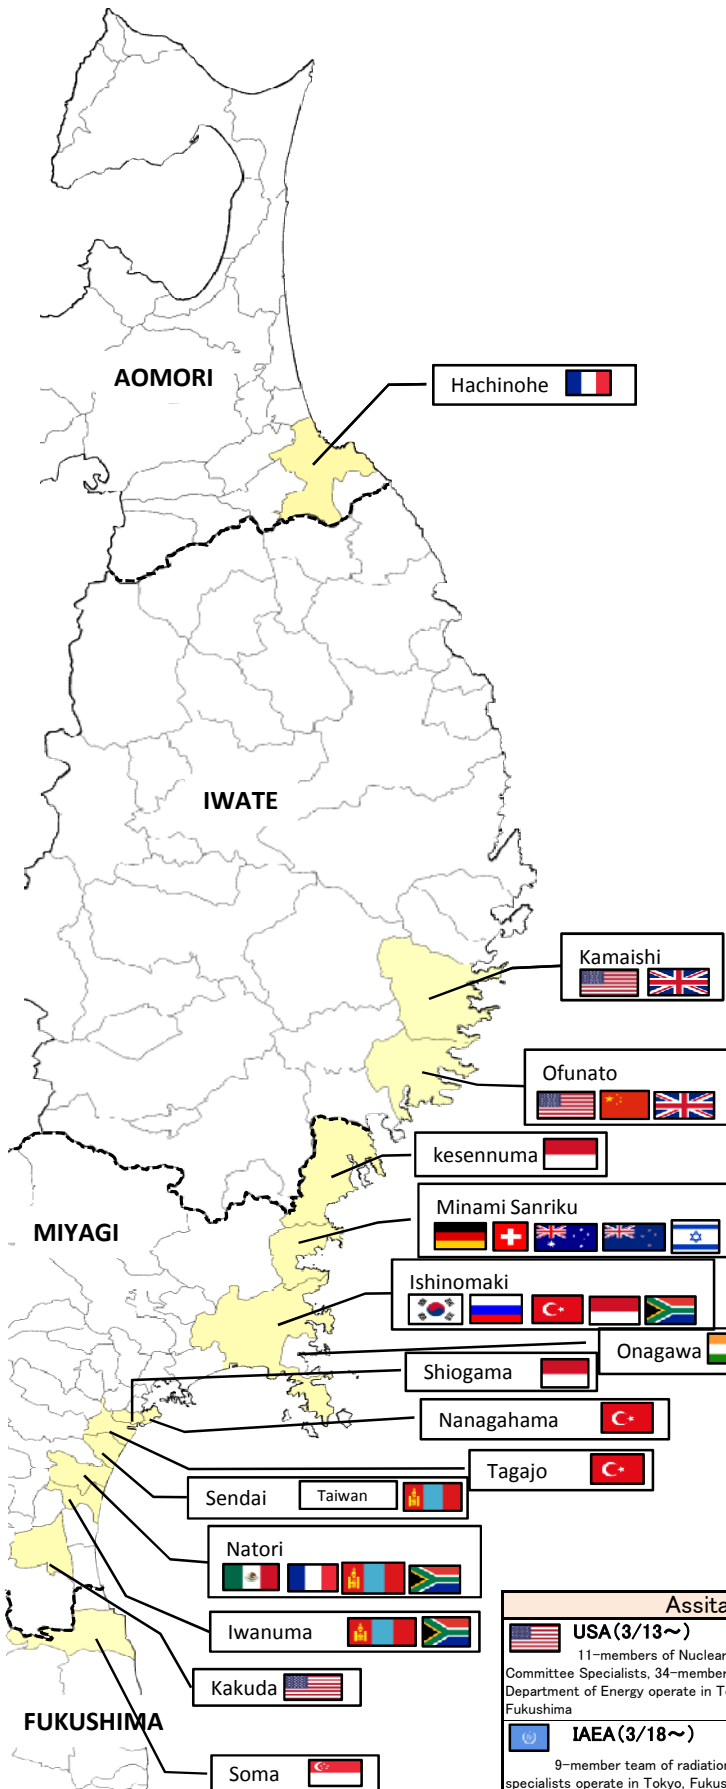 AOMORI
Hachinohe
IWATE
Kamaishi
Ofunato
kesennuma
MIYAGI
Minami Sanriku
Ishinomaki
Onagawa
Shiogama
Nanagahama
Tagajo
Sendai Taiwan
Natori
Iwanuma
Kakuda
FUKUSHIMA
Soma
Assita
USA(3/13~)
11-members of Nuclear
Committee Specialists, 34-member
Department of Energy operate in T
Fukushima
IAEA(3/18~)
9-member team of radiation
specialists operate in Tokyo, Fukus